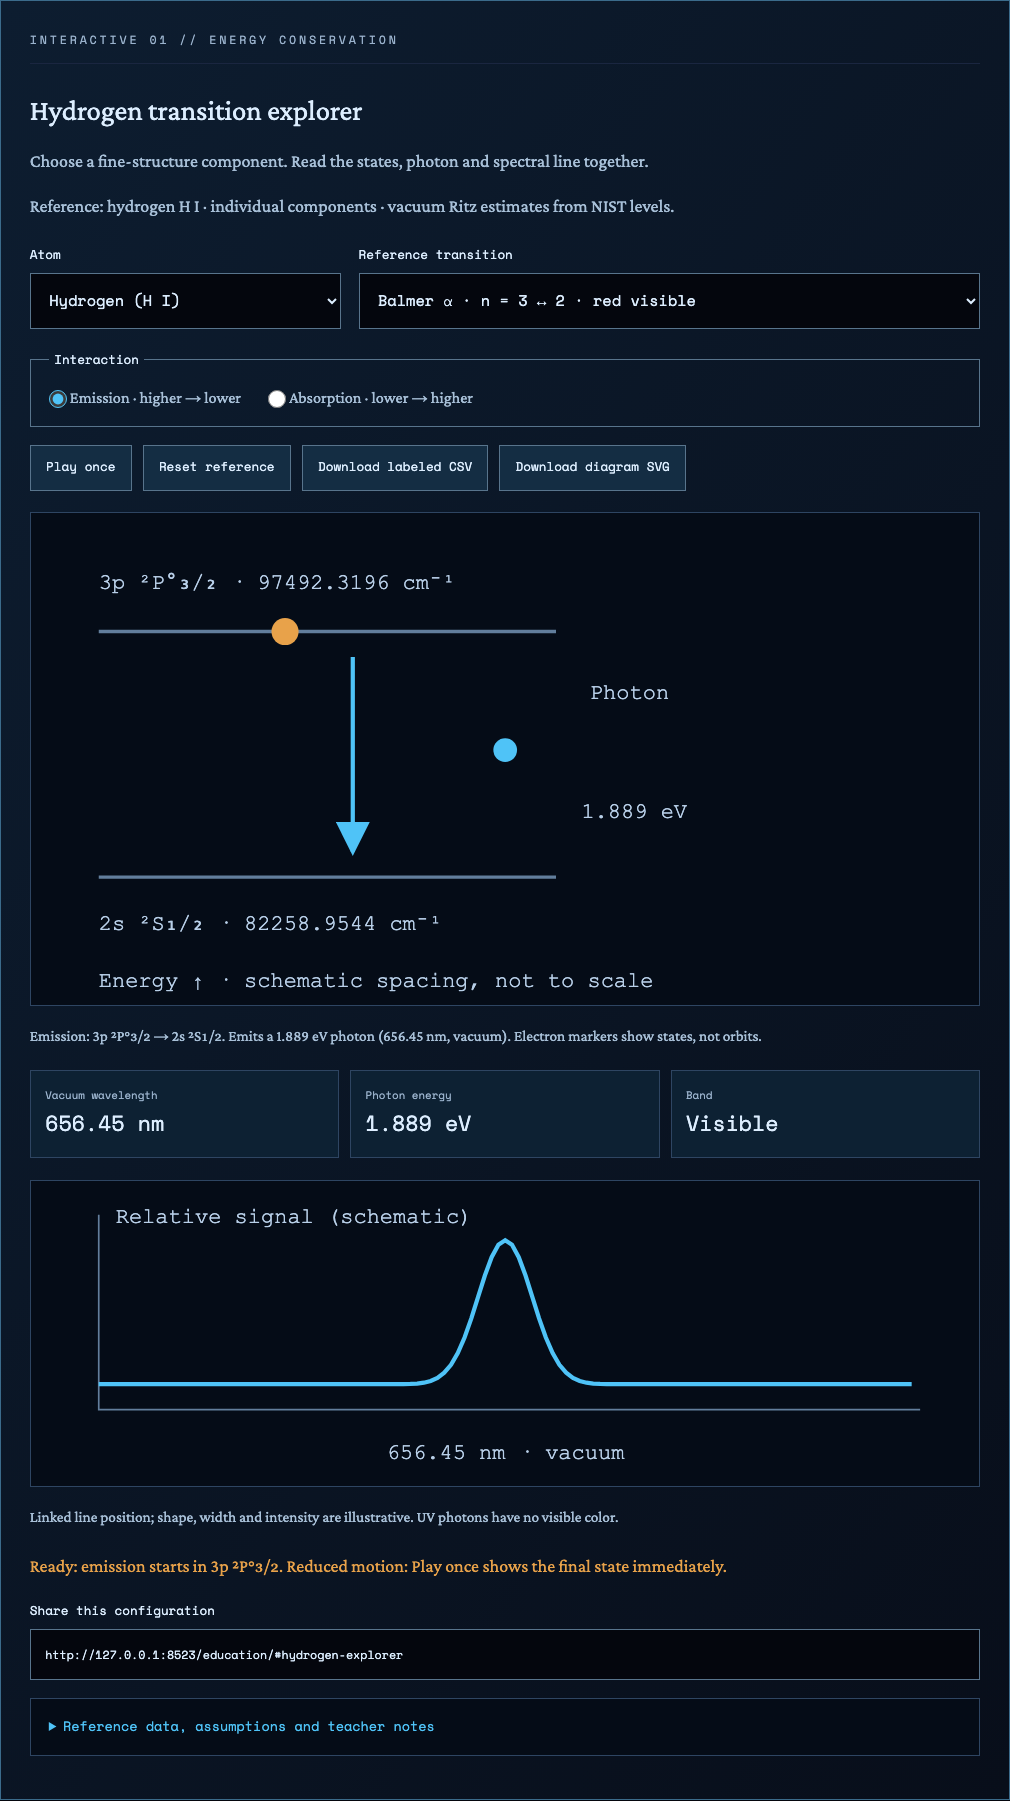 INTERACTIVE 01 // ENERGY CONSERVATION
Hydrogen transition explorer
Choose a fine-structure component. Read the states, photon and spectral line together.
Reference: hydrogen H I · individual components · vacuum Ritz estimates from NIST levels.
Atom
Reference transition
Hydrogen (H I)
Balmer α · n = 3 ↔ 2 · red visible
Interaction
Emission · higher → lower
Absorption · lower → higher
Play once
Reset reference
Download labeled CSV
Download diagram SVG
3p ²P°₃/₂ · 97492.3196 cm⁻¹
Photon
1.889 eV
2s ²S₁/₂ · 82258.9544 cm⁻¹
Energy ↑ · schematic spacing, not to scale
Emission: 3p ²P°₃/₂ → 2s ²S₁/₂. Emits a 1.889 eV photon (656.45 nm, vacuum). Electron markers show states, not orbits.
Vacuum wavelength
656.45 nm
Photon energy
1.889 eV
Band
Visible
Relative signal (schematic)
656.45 nm · vacuum
Linked line position; shape, width and intensity are illustrative. UV photons have no visible color.
Ready: emission starts in 3p ²P°₃/₂. Reduced motion: Play once shows the final state immediately.
Share this configuration
http://127.0.0.1:8523/education/#hydrogen-explorer
▶ Reference data, assumptions and teacher notes